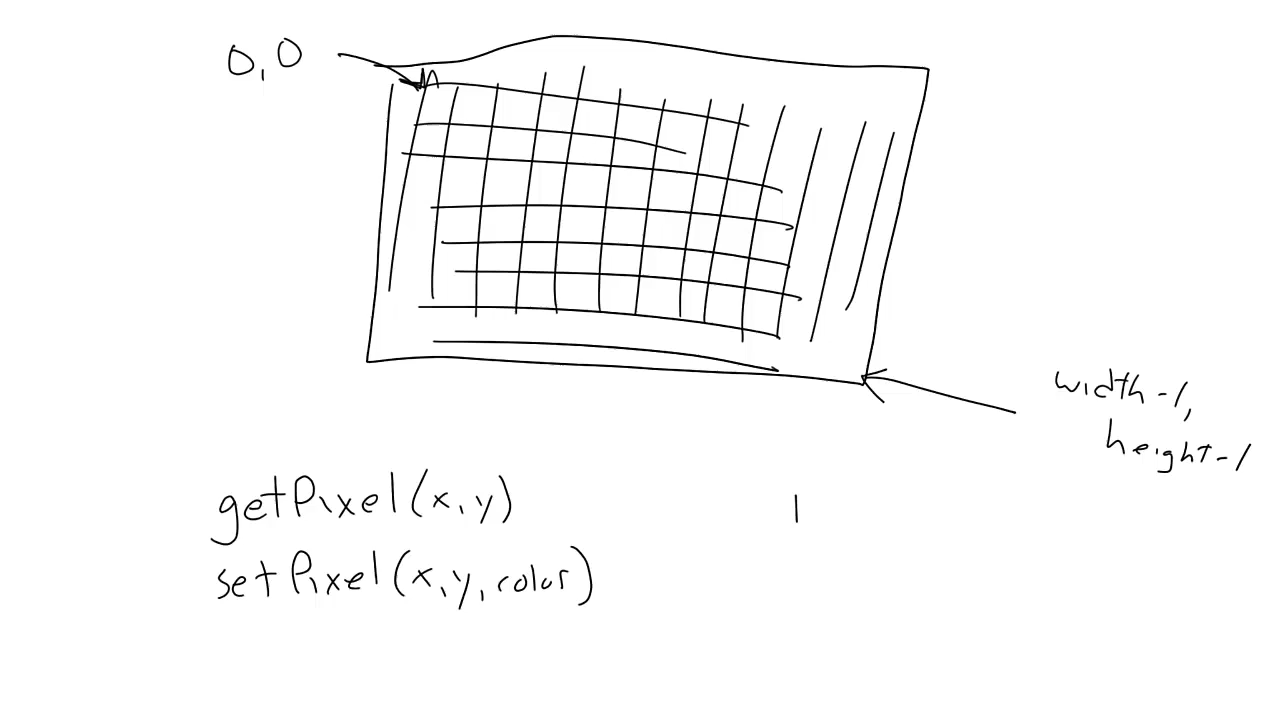 0,0
width-1,
height-1
getPixel(x,y)
setPixel(x,y,color)